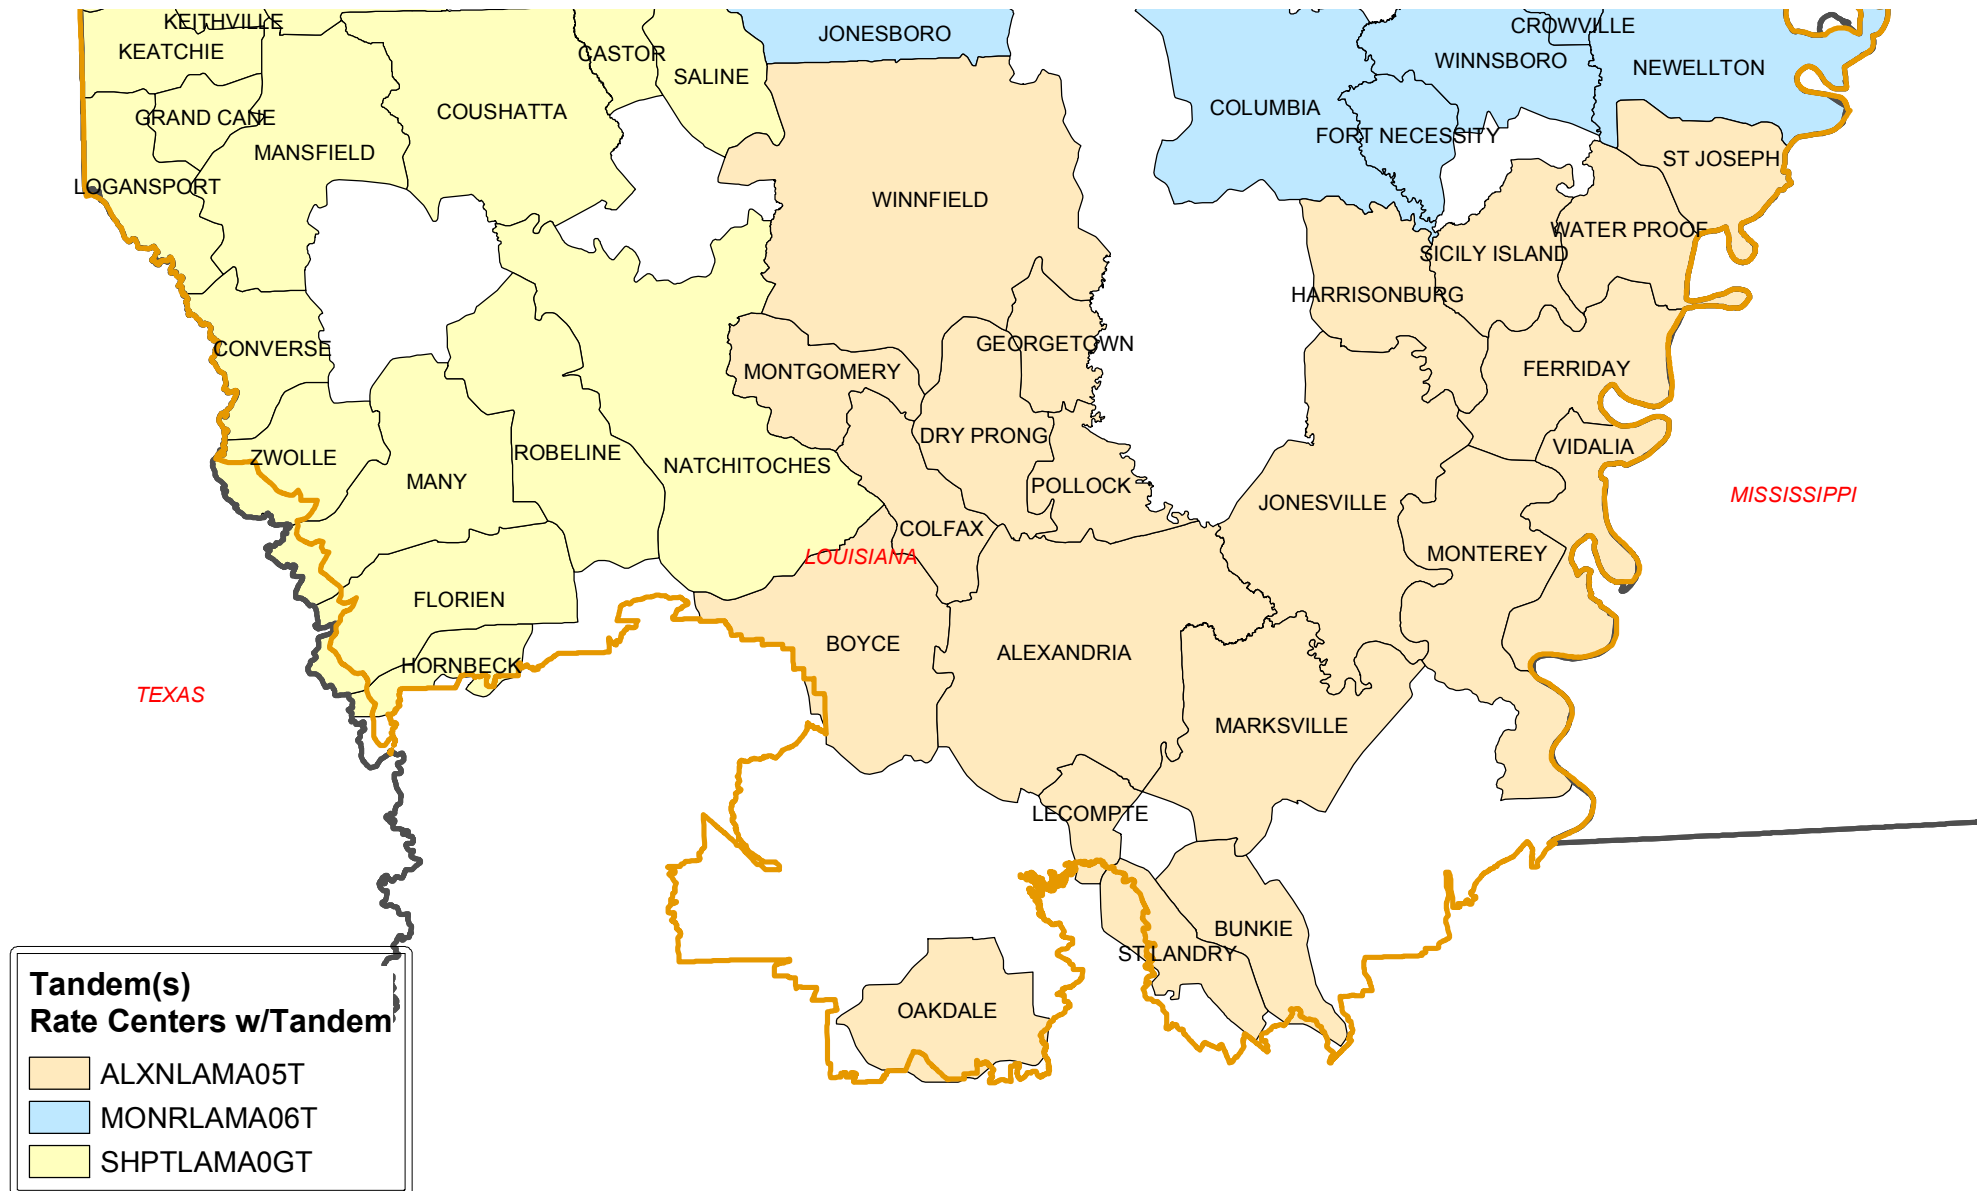 KEITHVILLE
CROWVILLE
JONESBORO
KEATCHIE
CASTOR
WINNSBORO
NEWELLTON
SALINE
COUSHATTA
COLUMBIA
GRAND CANE
FORT NECESSITY
MANSFIELD
ST JOSEPH
LOGANSPORT
WINNFIELD
WATER PROOF
SICILY ISLAND
HARRISONBURG
CONVERSE
GEORGETOWN
MONTGOMERY
FERRIDAY
DRY PRONG
VIDALIA
ROBELINE
ZWOLLE
NATCHITOCHES
MANY
POLLOCK
MISSISSIPPI
JONESVILLE
COLFAX
LOUISIANA
MONTEREY
FLORIEN
BOYCE
ALEXANDRIA
HORNBECK
TEXAS
MARKSVILLE
LECOMPTE
BUNKIE
ST LANDRY
OAKDALE
Tandem(s)
Rate Centers w/Tandem
ALXNLAMA05T
MONRLAMA06T
SHPTLAMA0GT